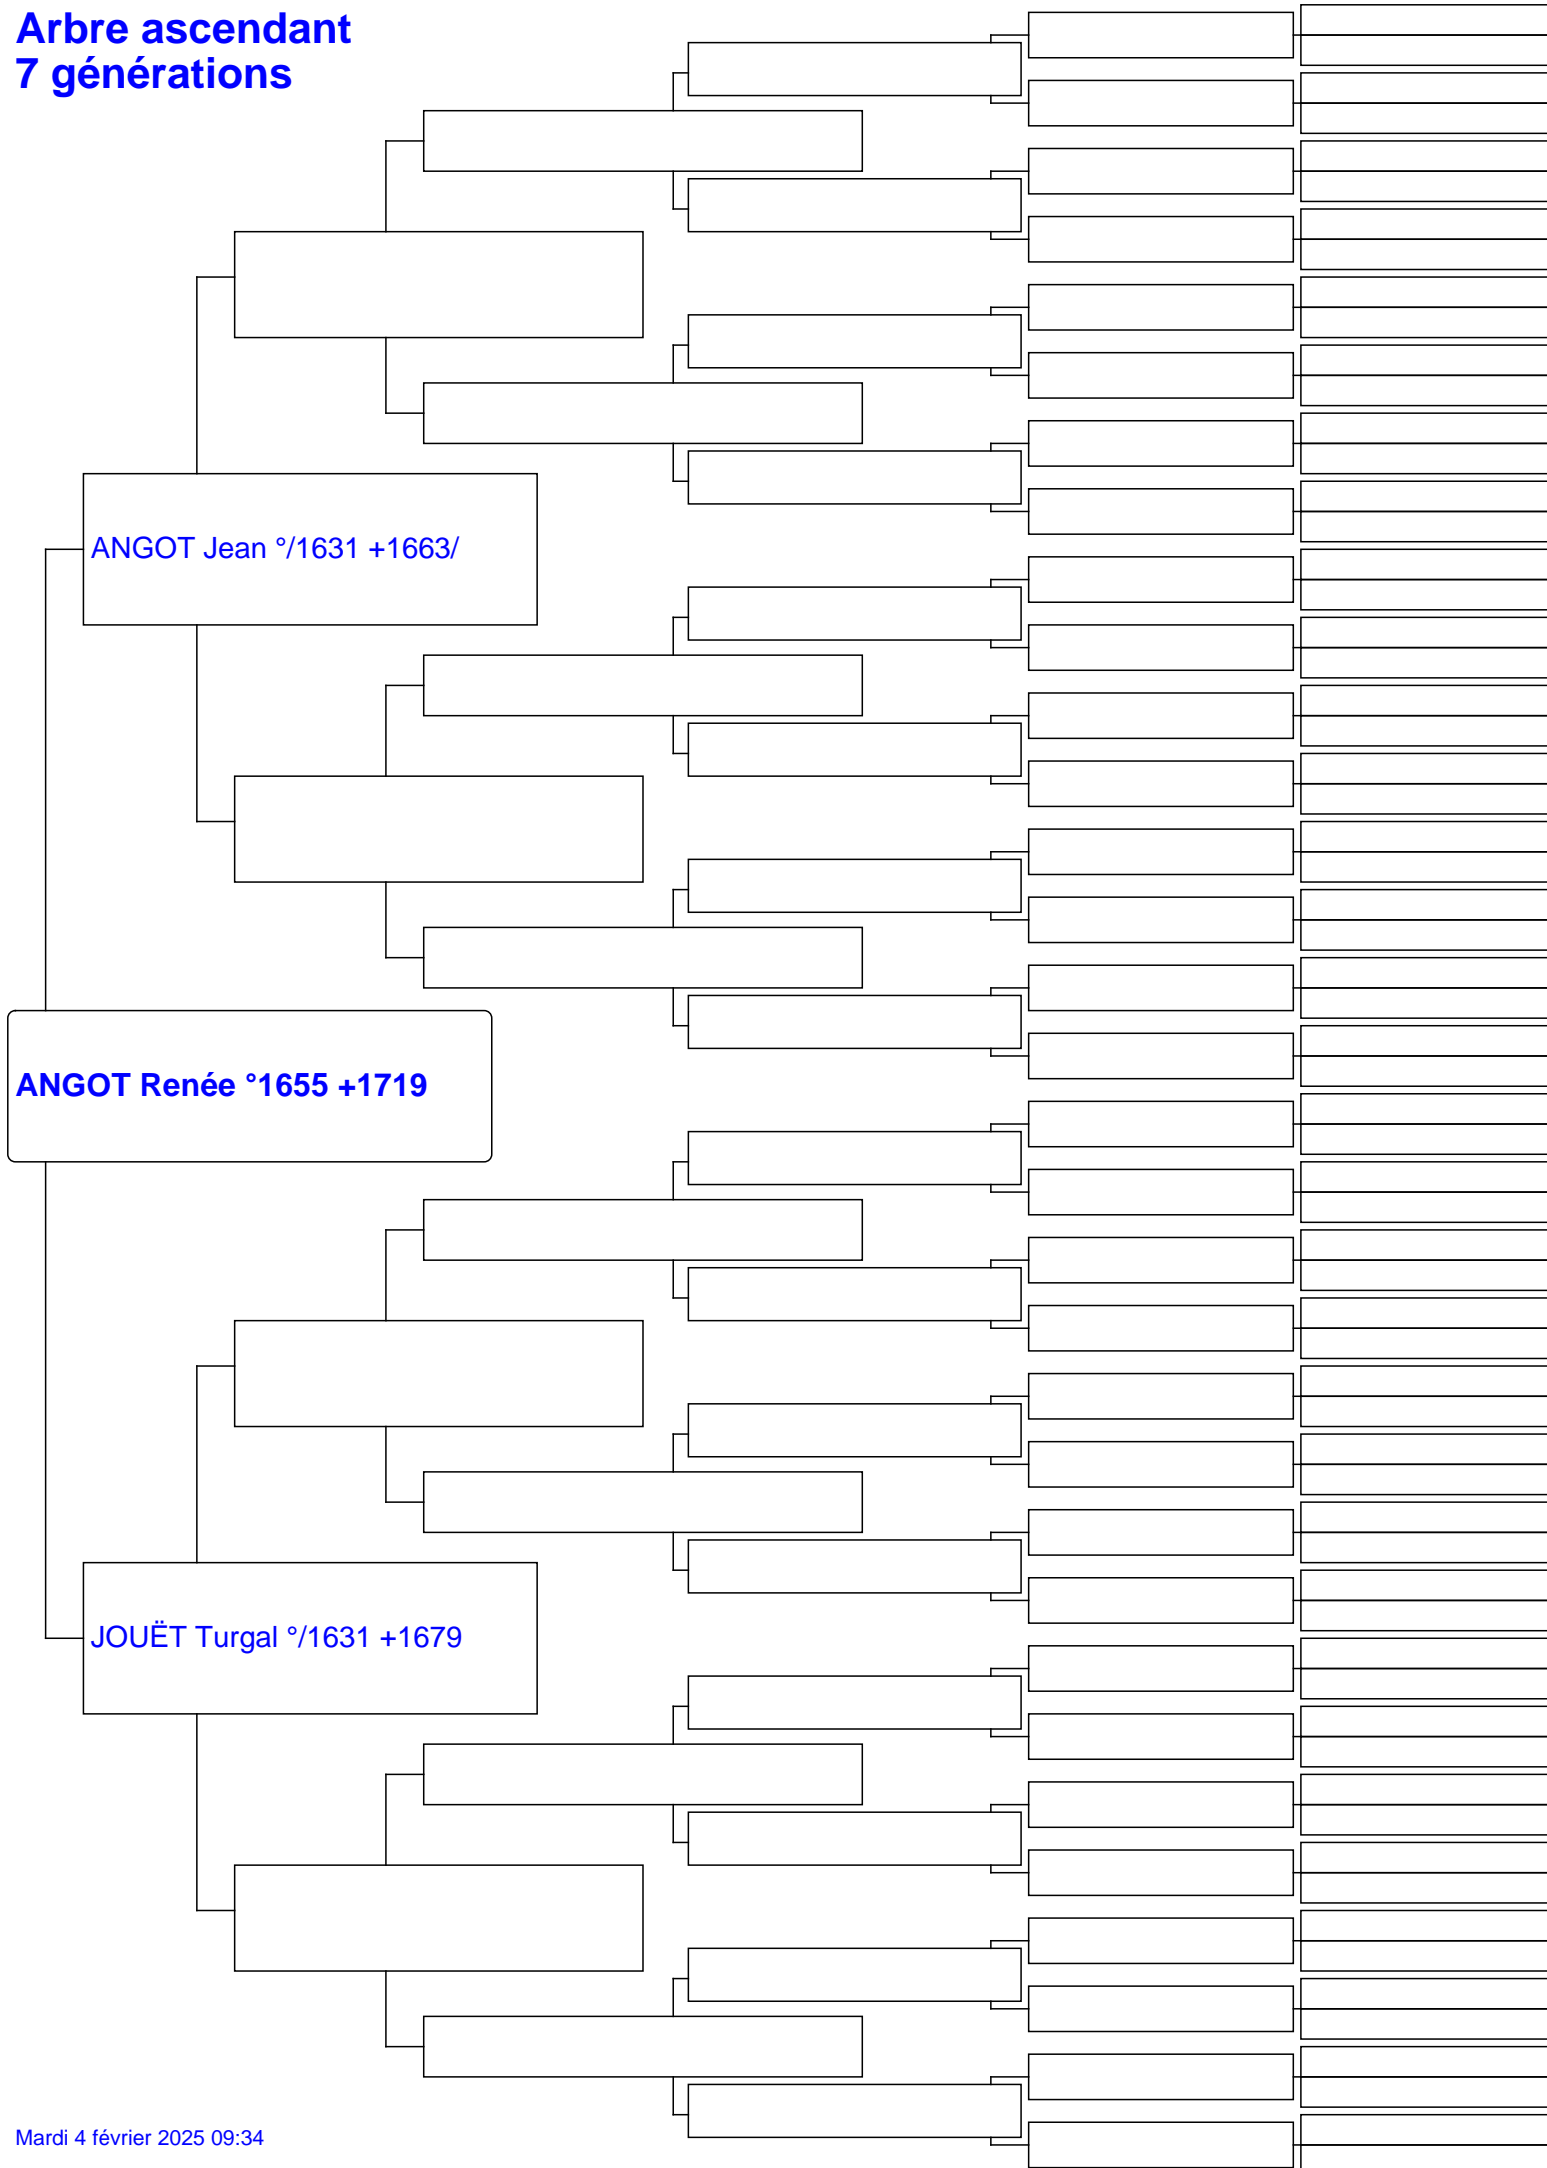 Arbre ascendant
7 générations
ANGOT Jean °/1631 +1663/
ANGOT Renée °1655 +1719
JOUËT Turgal °/1631 +1679
Mardi 4 février 2025 09:34